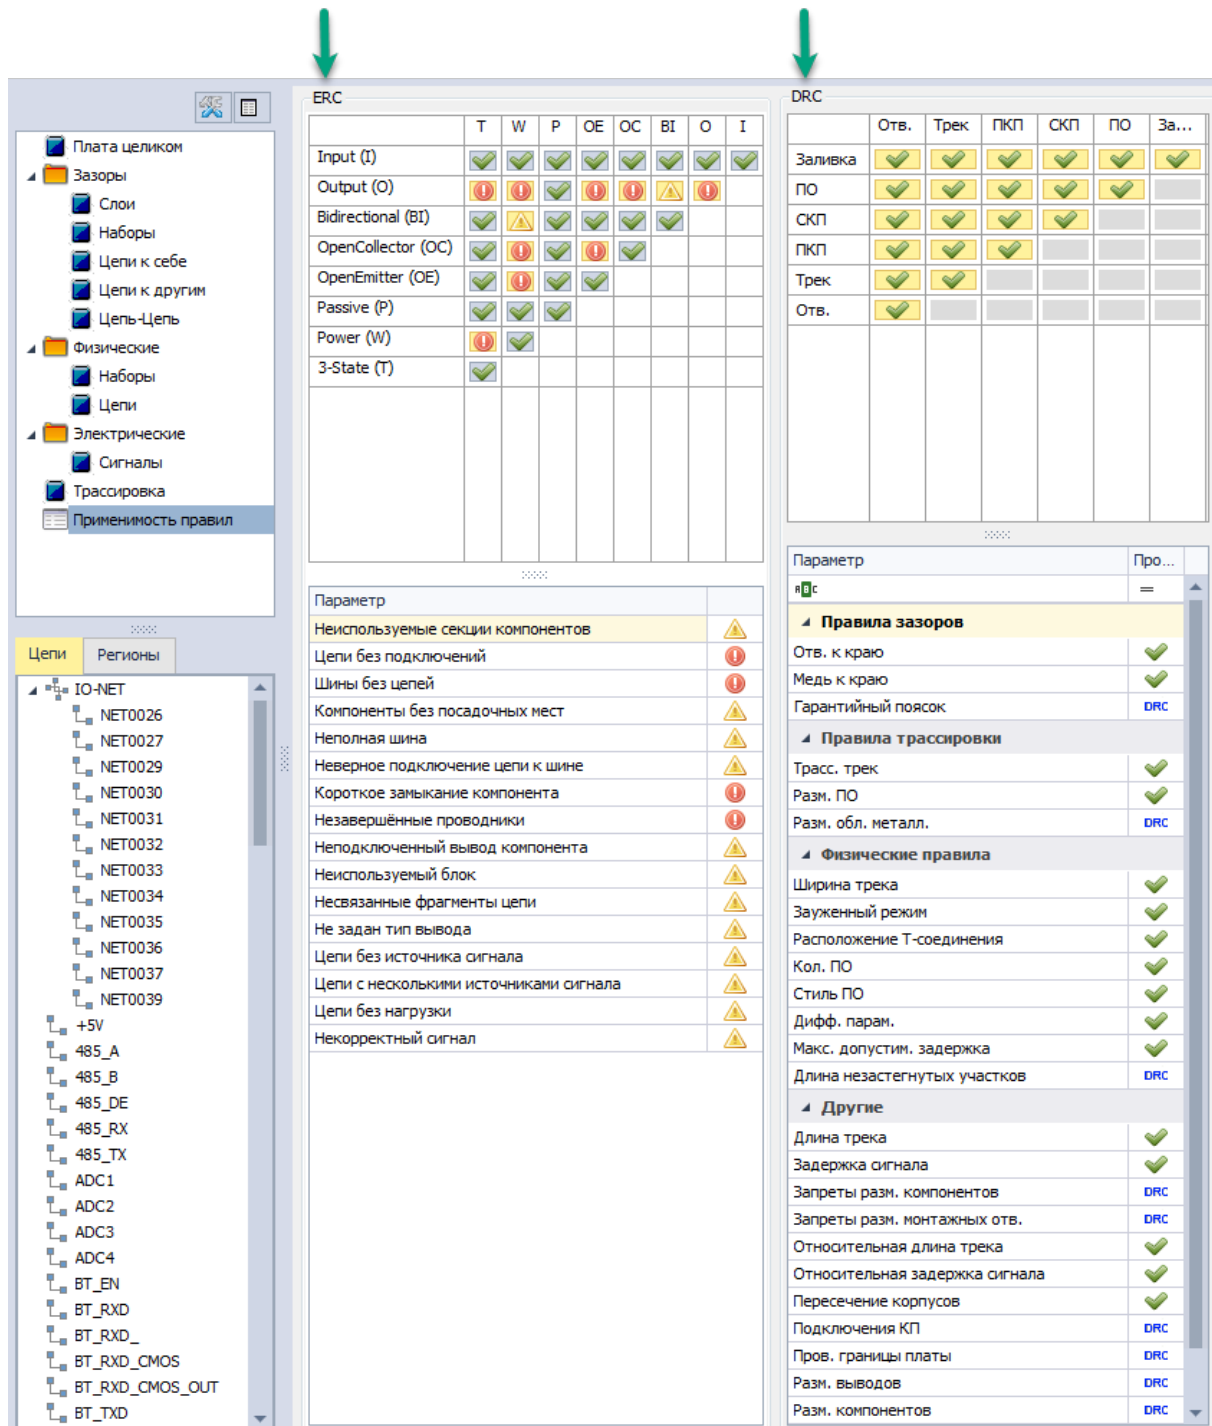 Плата целиком
Зазоры
Слои
Наборы
Цепи к себе
Цепи к другим
Цепь-Цепь
Физические
Наборы
Цепи
Электрические
Сигналы
Трассировка
Применимость правил
Цепи Регионы
IO-NET
NET0026
NET0027
NET0029
NET0030
NET0031
NET0032
NET0033
NET0034
NET0035
NET0036
NET0037
NET0039
+5V
485_A
485_B
485_DE
485_RX
485_TX
ADC1
ADC2
ADC3
ADC4
BT_EN
BT_RXD
BT_RXD_
BT_RXD_CMOS
BT_RXD_CMOS_OUT
BT_TXD
ERC
T W P OE OC BI O I
Input (I)
Output (O)
Bidirectional (BI)
OpenCollector (OC)
OpenEmitter (OE)
Passive (P)
Power (W)
3-State (T)
Параметр
Неиспользуемые секции компонентов
Цепи без подключений
Шины без цепей
Компоненты без посадочных мест
Неполная шина
Неверное подключение цепи к шине
Короткое замыкание компонента
Незавершённые проводники
Неподключенный вывод компонента
Неиспользуемый блок
Несвязанные фрагменты цепи
Не задан тип вывода
Цепи без источника сигнала
Цепи с несколькими источниками сигнала
Цепи без нагрузки
Некорректный сигнал
DRC
Отв. Трек ПКП СКП ПО За...
Заливка
ПО
СКП
ПКП
Трек
Отв.
Параметр Про...
ABC =
Правила зазоров
Отв. к краю
Медь к краю
Гарантийный поясок DRC
Правила трассировки
Трасс. трек
Разм. ПО
Разм. обл. металл. DRC
Физические правила
Ширина трека
Зауженный режим
Расположение Т-соединения
Кол. ПО
Стиль ПО
Дифф. парам.
Макс. допустим. задержка
Длина незастегнутых участков DRC
Другие
Длина трека
Задержка сигнала
Запреты разм. компонентов DRC
Запреты разм. монтажных отв. DRC
Относительная длина трека
Относительная задержка сигнала
Пересечение корпусов
Подключения КП DRC
Пров. границы платы DRC
Разм. выводов DRC
Разм. компонентов DRC